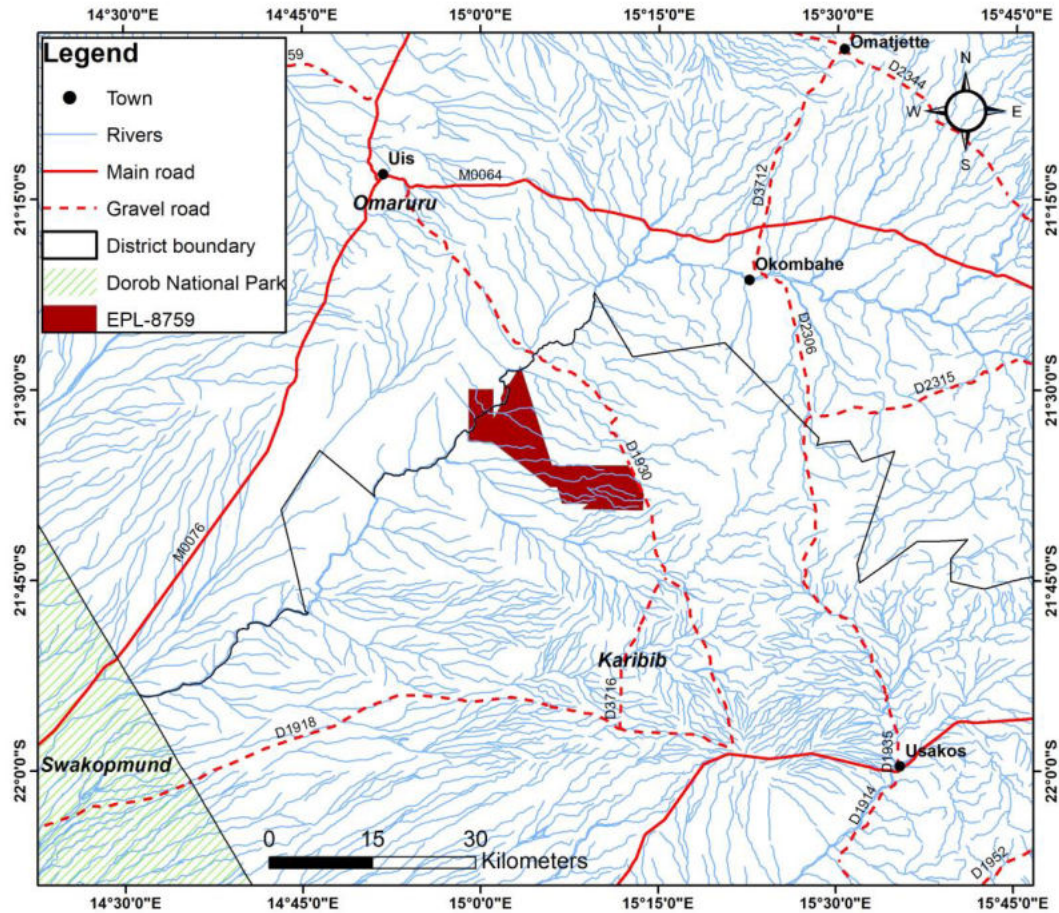 14°30'0"E
14°45'0"E
15°0'0"E
15°15'0"E
15°30'0"E
15°45'0"E
Legend
Town
Rivers
Main road
Gravel road
District boundary
Dorob National Park
EPL-8759
59
Omatjette
D2344
N
W
E
S
Uis
M0064
D3712
Omaruru
21°15'0"S
21°15'0"S
Okombahe
D2306
D2315
21°30'0"S
21°30'0"S
D1930
M0076
21°45'0"S
21°45'0"S
Karibib
D3716
D1918
D1935
Usakos
Swakopmund
22°0'0"S
22°0'0"S
D1914
D1952
0
15
30
Kilometers
14°30'0"E
14°45'0"E
15°0'0"E
15°15'0"E
15°30'0"E
15°45'0"E